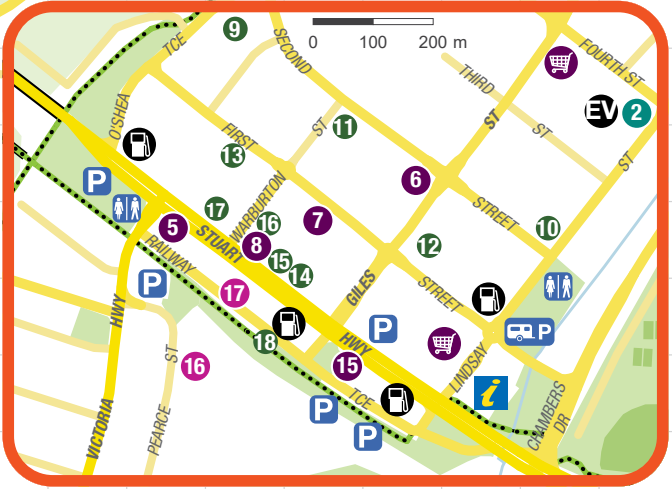 9
0 100 200 m
O'SHEA TCE
SECOND ST
FOURTH ST
THIRD ST
EV
2
ST
ST
11
FIRST STREET
13
6
P
STREET
10
17
WARBURTON
16
7
5
8
STUART HWY
12
15
14
RAILWAY TCE
P
17
GILES
P
P
18
15
HWY
ST
16
LINDSAY
i
CHAMBERS DR
VICTORIA
PEARCE
P
P